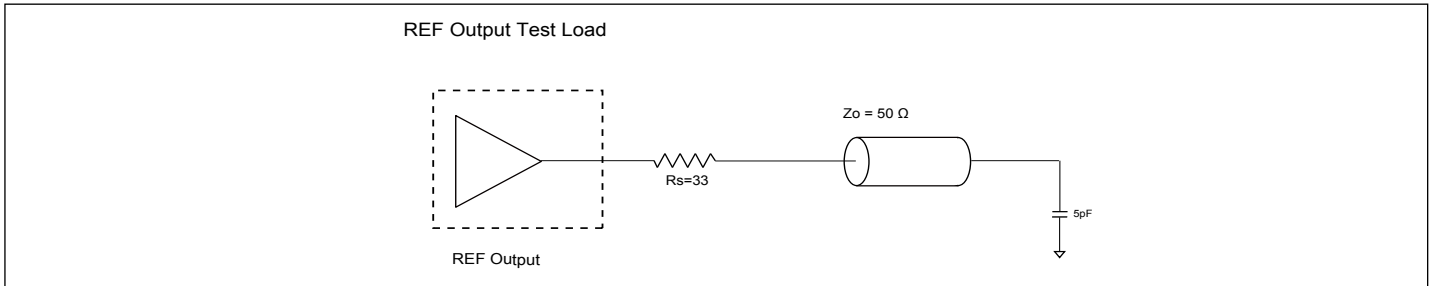 REF Output Test Load
Zo = 50 Ω
Rs=33
5pF
REF Output